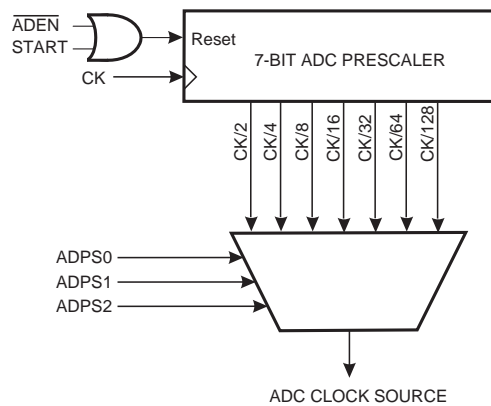 ADEN
START
Reset
7-BIT ADC PRESCALER
CK
CK/2
CK/4
CK/8
CK/16
CK/32
CK/64
CK/128
ADPS0
ADPS1
ADPS2
ADC CLOCK SOURCE